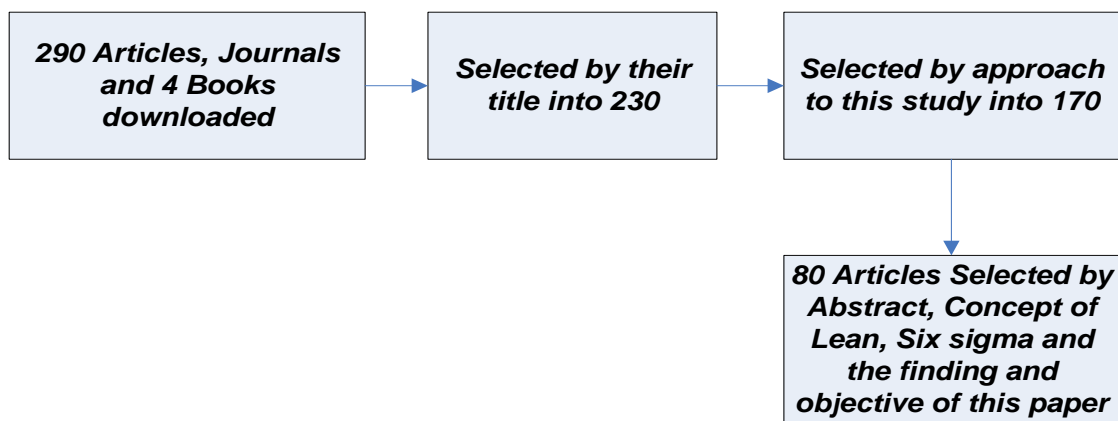 290 Articles, Journals
and 4 Books
downloaded
Selected by their
title into 230
Selected by approach
to this study into 170
80 Articles Selected by
Abstract, Concept of
Lean, Six sigma and
the finding and
objective of this paper